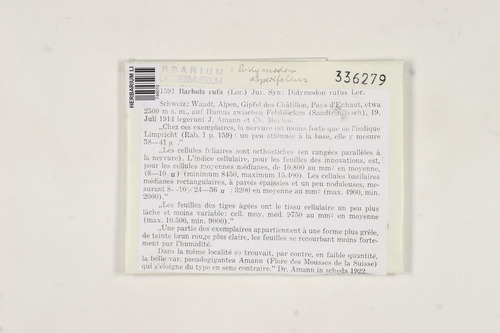 HERBARIUM
Didymodon
asperifolius
336279
HERBARIUM
1591 Barbula rufa (Lor.) Jur. Syn: Didymodon rufus Lor.
Schweiz: Waadt, Alpen, Gipfel des Châtillon, Pays d'Enhaut, etwa
2500 m s. m., auf Humus zwischen Felsblöcken 19.
Juli 1914 legerunt J. Amann et Ch. Meylan.
„Chez ces exemplaires, la nervure est moins forte que ne l'indique
Limpricht (Rab. l p. 159): un peu atténuée à la base, elle y mesure
38—41 µ .“
„Les cellules foliaires sont orthostiches (en rangées parallèles à
la nervure). L'indice cellulaire, pour les feuilles des innovations, est,
pour les cellules moyennes médianes, de 10.800 au mm² en moyenne,
(8—10 µ) (minimum 8450, maximum 15.400). Les cellules basilaires
médianes rectangulaires, à parois épaissies et un peu noduleuses, me-
surant 8--10×24—36 µ : 3200 en moyenne au mm² (max. 4900, min.
2000).“
„Les feuilles des tiges âgées ont le tissu cellulaire un peu plus
lâche et moins variable: cell. moy. méd. 9750 au mm² en moyenne
(max. 10.500, min. 9000).“
„Une partie des exemplaires appartiennent à une forme plus grêle,
de teinte brun rouge plus claire, les feuilles se recourbant moins forte-
ment par l'humidité.
Dans la même localité se trouvait, par contre, en faible quantité,
la belle var. pseudogigantea Amann (Flore des Mousses de la Suisse)
qui s'éloigne du type en sens contraire.“ Dr. Amann in scheda 1922